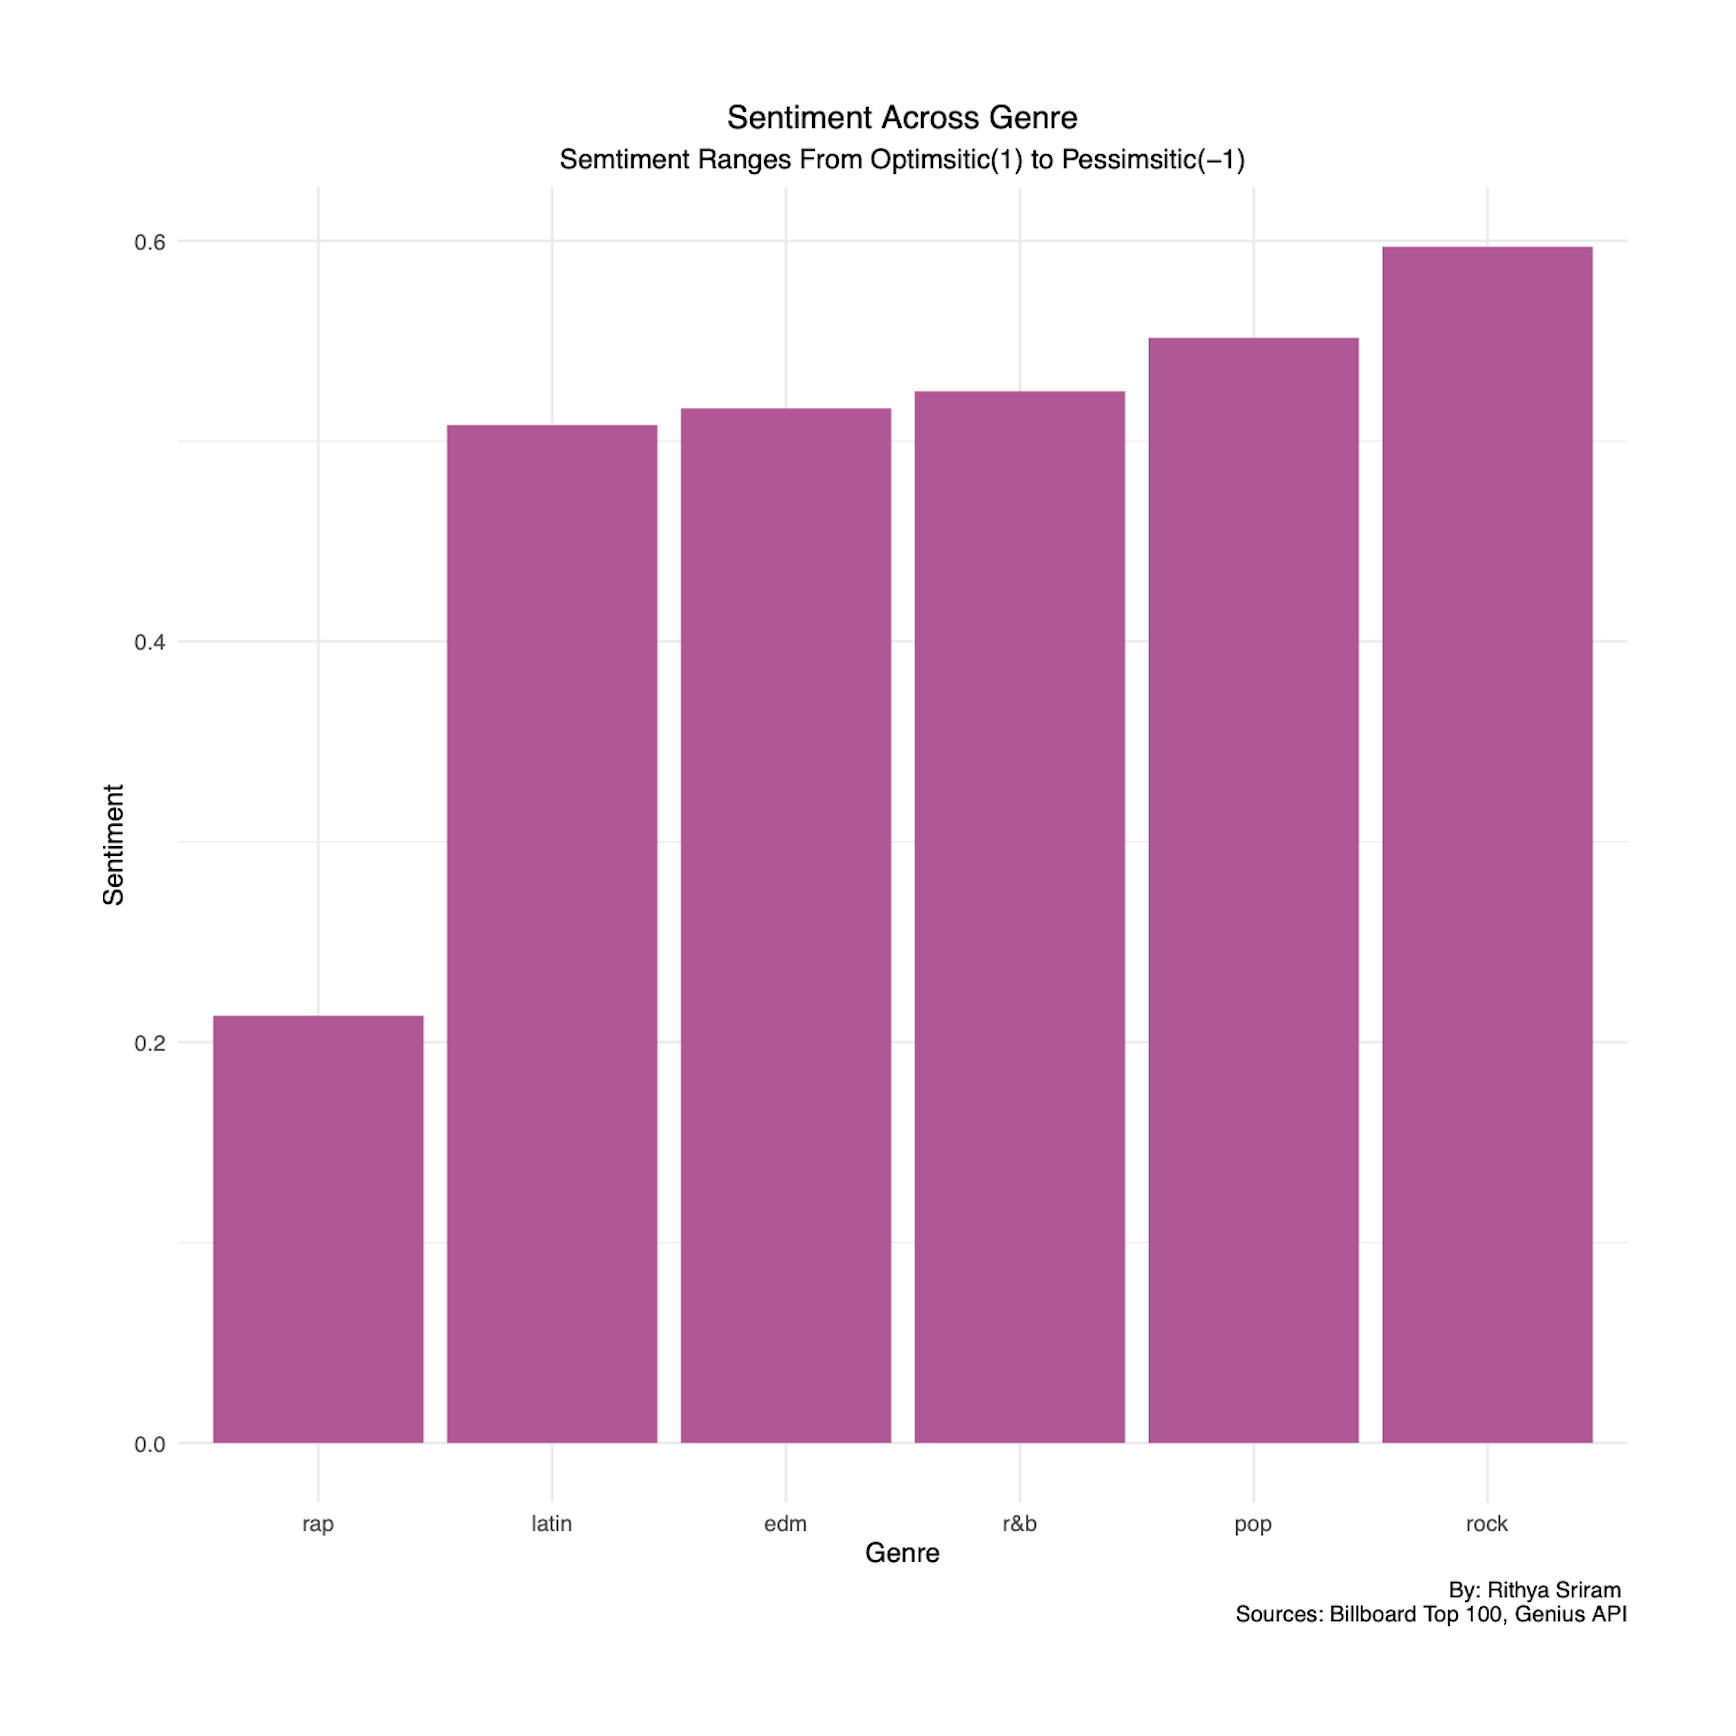 Sentiment Across Genre
Semtiment Ranges From Optimsitic(1) to Pessimsitic(−1)
0.6
0.4
0.2
0.0
Sentiment
rap
latin
edm
r&b
pop
rock
Genre
By: Rithya Sriram
Sources: Billboard Top 100, Genius API